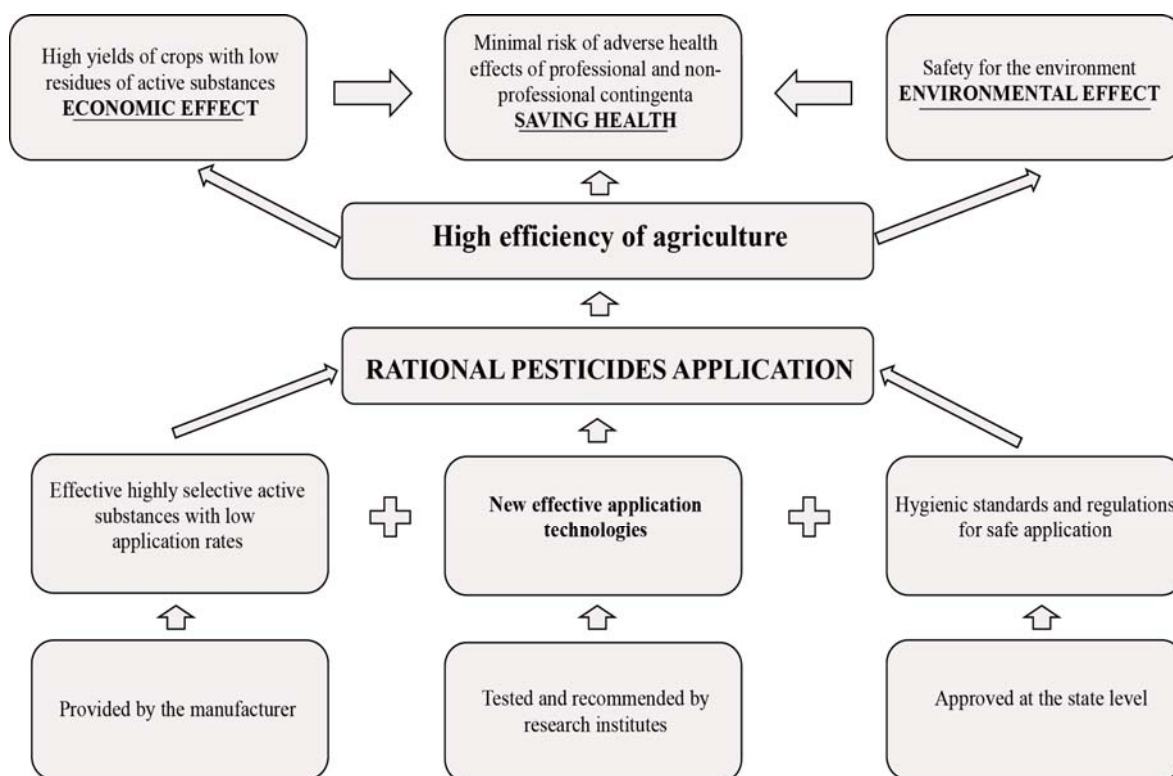 High yields of crops with low
residues of active substances
ECONOMIC EFFECT
Minimal risk of adverse health
effects of professional and non-
professional contingenta
SAVING HEALTH
Safety for the environment
ENVIRONMENTAL EFFECT
High efficiency of agriculture
RATIONAL PESTICIDES APPLICATION
Effective highly selective active
substances with low
application rates
New effective application
technologies
Hygienic standards and regulations
for safe application
Provided by the manufacturer
Tested and recommended by
research institutes
Approved at the state level